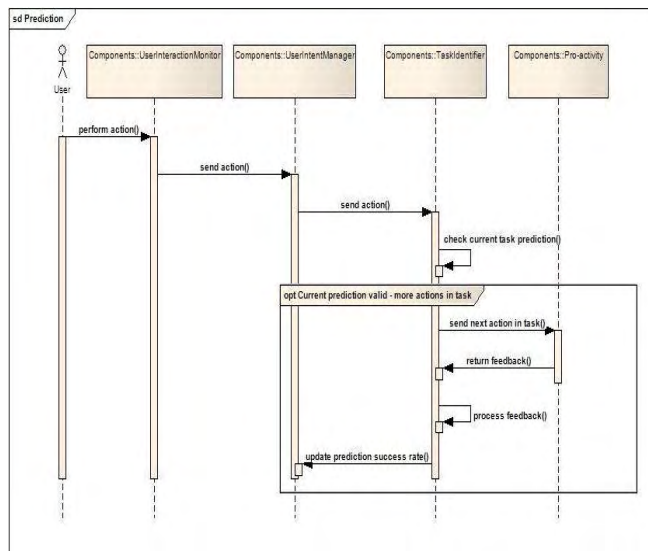 sd Prediction
User
Components::UserInteractionMonitor
Components::UserIntentManager
Components::TaskIdentifier
Components::Pro-activity
perform action()
send action()
send action()
check current task prediction()
opt Current prediction valid - more actions in task
send next action in task()
return feedback()
process feedback()
update prediction success rate()